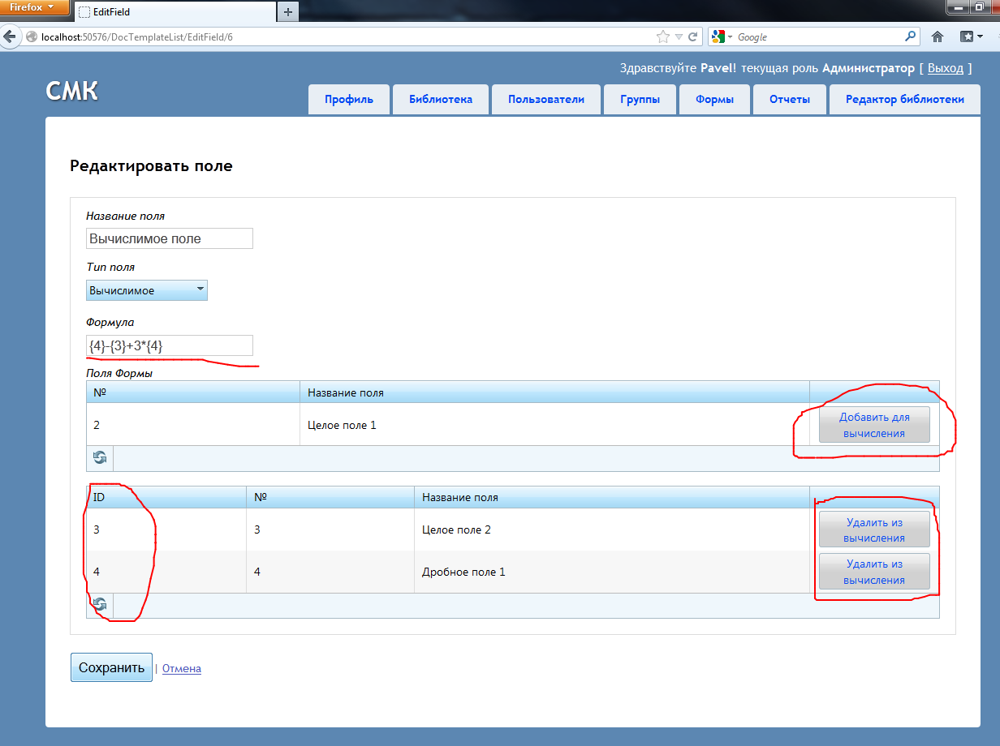 Firefox
EditField
localhost:50576/DocTemplateList/EditField/6
Google
Здравствуйте Pavel! текущая роль Администратор [ Выход ]
СМК
Профиль
Библиотека
Пользователи
Группы
Формы
Отчеты
Редактор библиотеки
Редактировать поле
Название поля
Вычислимое поле
Тип поля
Вычислимое
Формула
{4}-{3}+3*{4}
Поля Формы
№ Название поля
2 Целое поле 1 Добавить для
вычисления
ID № Название поля
3 3 Целое поле 2 Удалить из
вычисления
4 4 Дробное поле 1 Удалить из
вычисления
Сохранить | Отмена